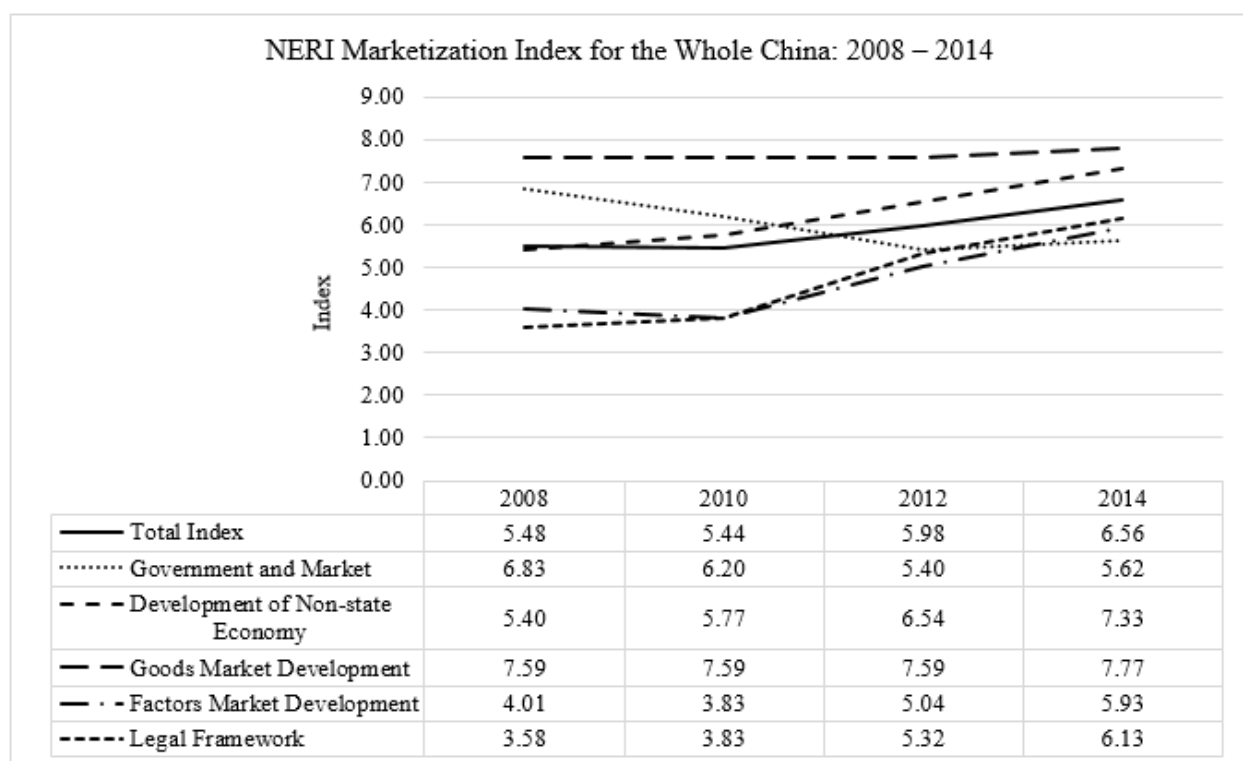 NERI Marketization Index for the Whole China: 2008 – 2014
9.00
8.00
7.00
6.00
5.00
4.00
3.00
2.00
1.00
0.00
Index
2008 2010 2012 2014
Total Index 5.48 5.44 5.98 6.56
Government and Market 6.83 6.20 5.40 5.62
Development of Non-state
Economy 5.40 5.77 6.54 7.33
Goods Market Development 7.59 7.59 7.59 7.77
Factors Market Development 4.01 3.83 5.04 5.93
Legal Framework 3.58 3.83 5.32 6.13